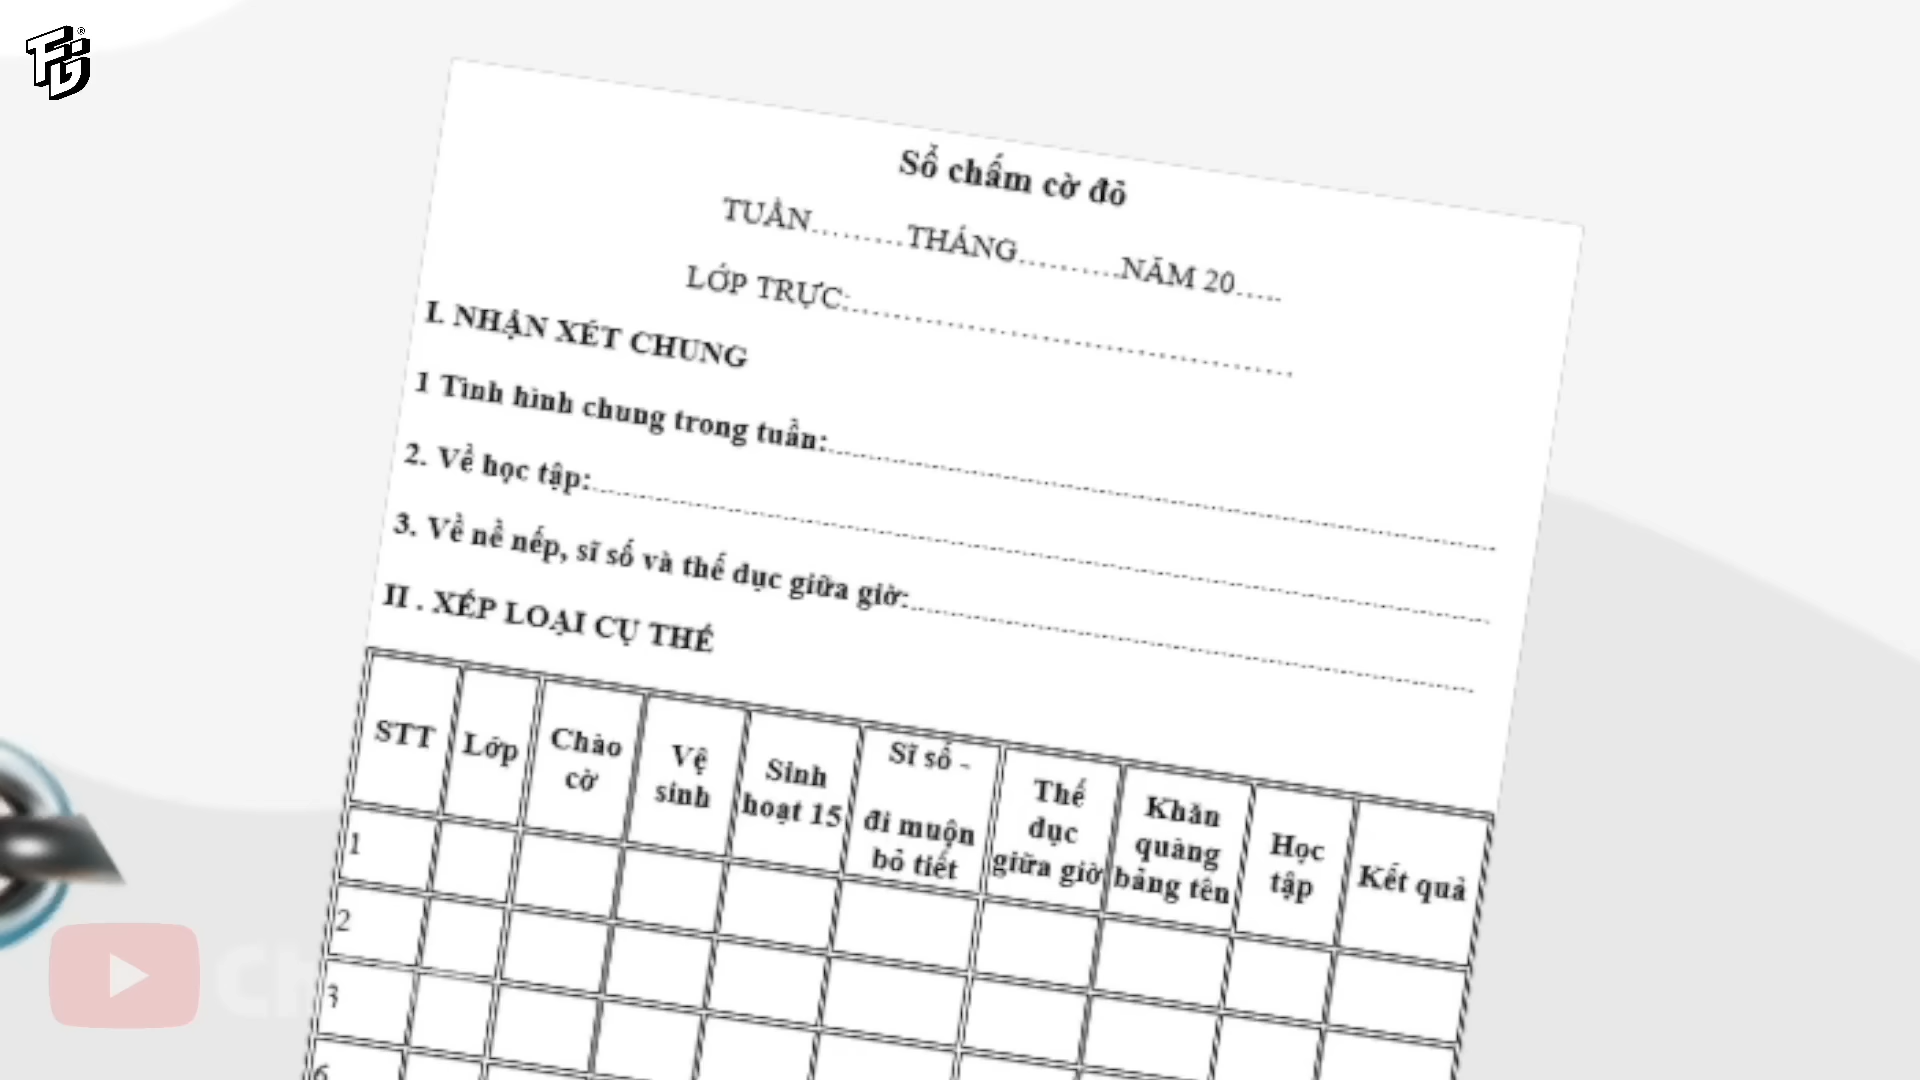 Sổ chấm cờ đỏ
TUẦN.........THÁNG..........NĂM 20.....
LỚP TRỰC:..........................................
I. NHẬN XÉT CHUNG
1 Tình hình chung trong tuần:
2. Về học tập:
3. Về nề nếp, sĩ số và thể dục giữa giờ:
II . XẾP LOẠI CỤ THỂ
STT
Lớp
Chào
cờ
Vệ
sinh
Sinh
hoạt 15
Sĩ số -
đi muộn
bỏ tiết
Thể
dục
giữa giờ
Khăn
quàng
bảng tên
Học
tập
Kết quả
1
2
3
6